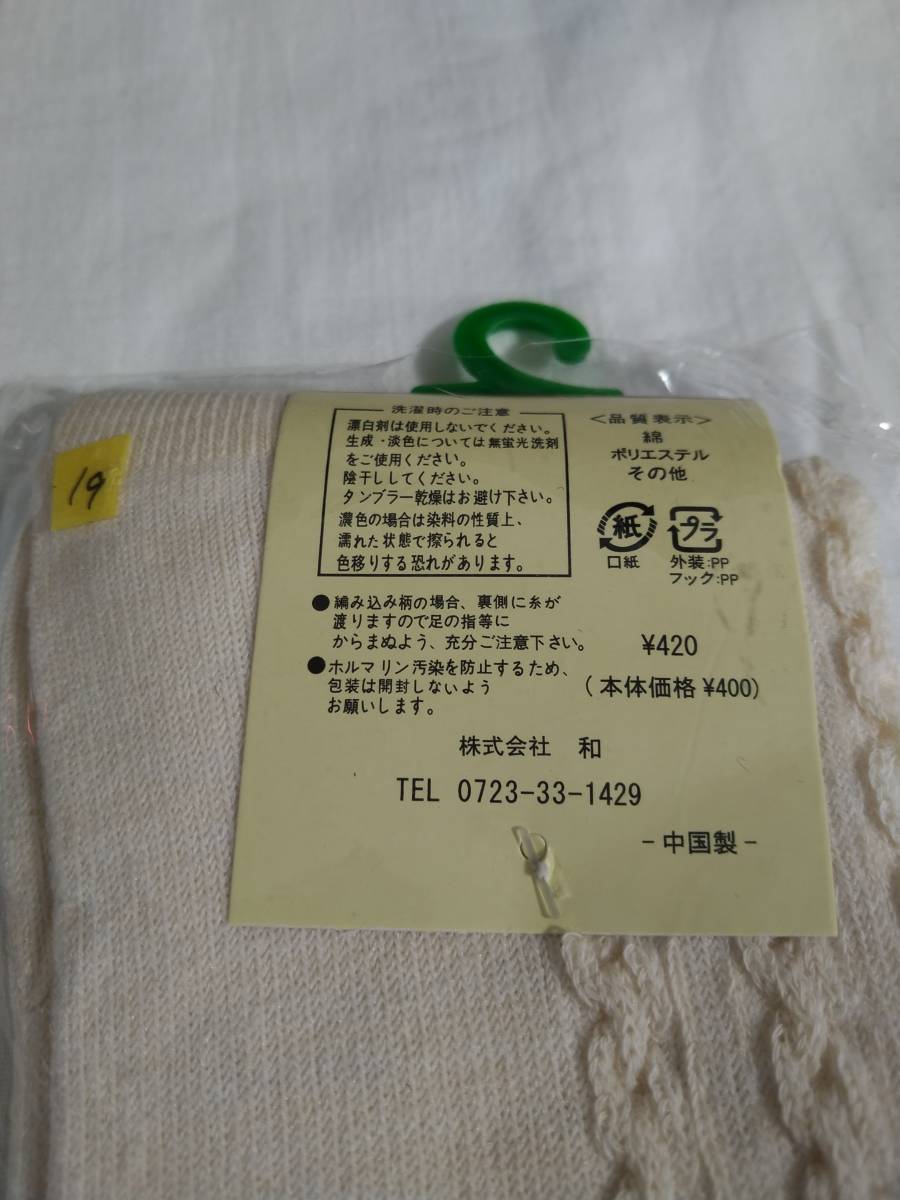 19
洗濯時のご注意
漂白剤は使用しないでください。
生成・淡色については無蛍光洗剤
をご使用ください。
陰干ししてください。
タンブラー乾燥はお避け下さい。
濃色の場合は染料の性質上、
濡れた状態で擦られると
色移りする恐れがあります。
●編み込み柄の場合、裏側に糸が
渡りますので足の指等に
からまぬよう、充分ご注意下さい。
●ホルマリン汚染を防止するため、
包装は開封しないよう
お願いします。
<品質表示>
綿
ポリエステル
その他
紙
口紙
プラ
外装:PP
フック:PP
¥420
(本体価格¥400)
株式会社 和
TEL 0723-33-1429
-中国製-